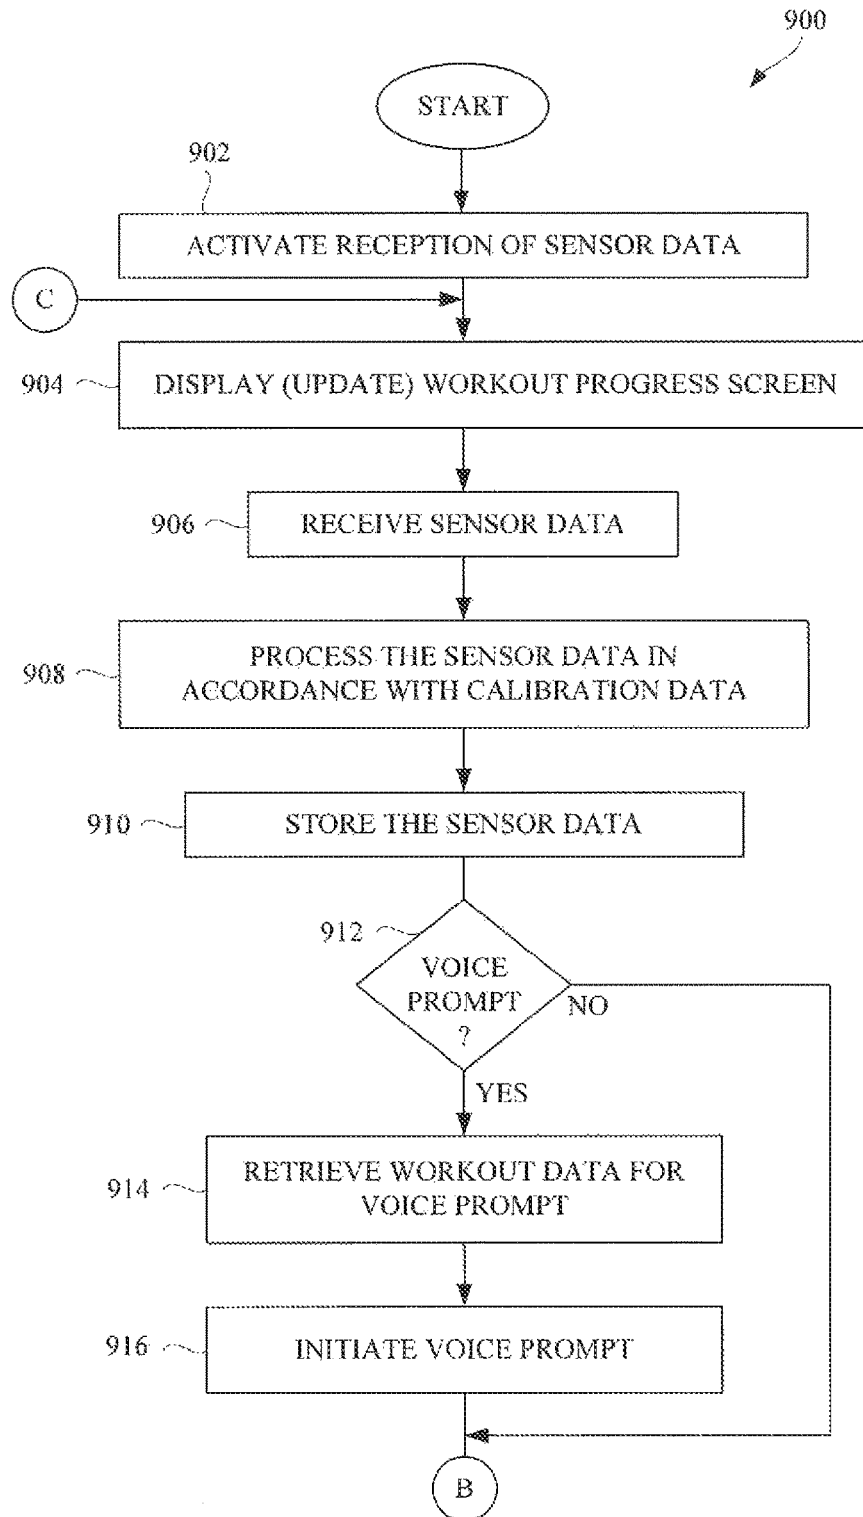 900
START
902
ACTIVATE RECEPTION OF SENSOR DATA
C
904
DISPLAY (UPDATE) WORKOUT PROGRESS SCREEN
906
RECEIVE SENSOR DATA
908
PROCESS THE SENSOR DATA IN
ACCORDANCE WITH CALIBRATION DATA
910
STORE THE SENSOR DATA
912
VOICE
PROMPT
?
NO
YES
914
RETRIEVE WORKOUT DATA FOR
VOICE PROMPT
916
INITIATE VOICE PROMPT
B